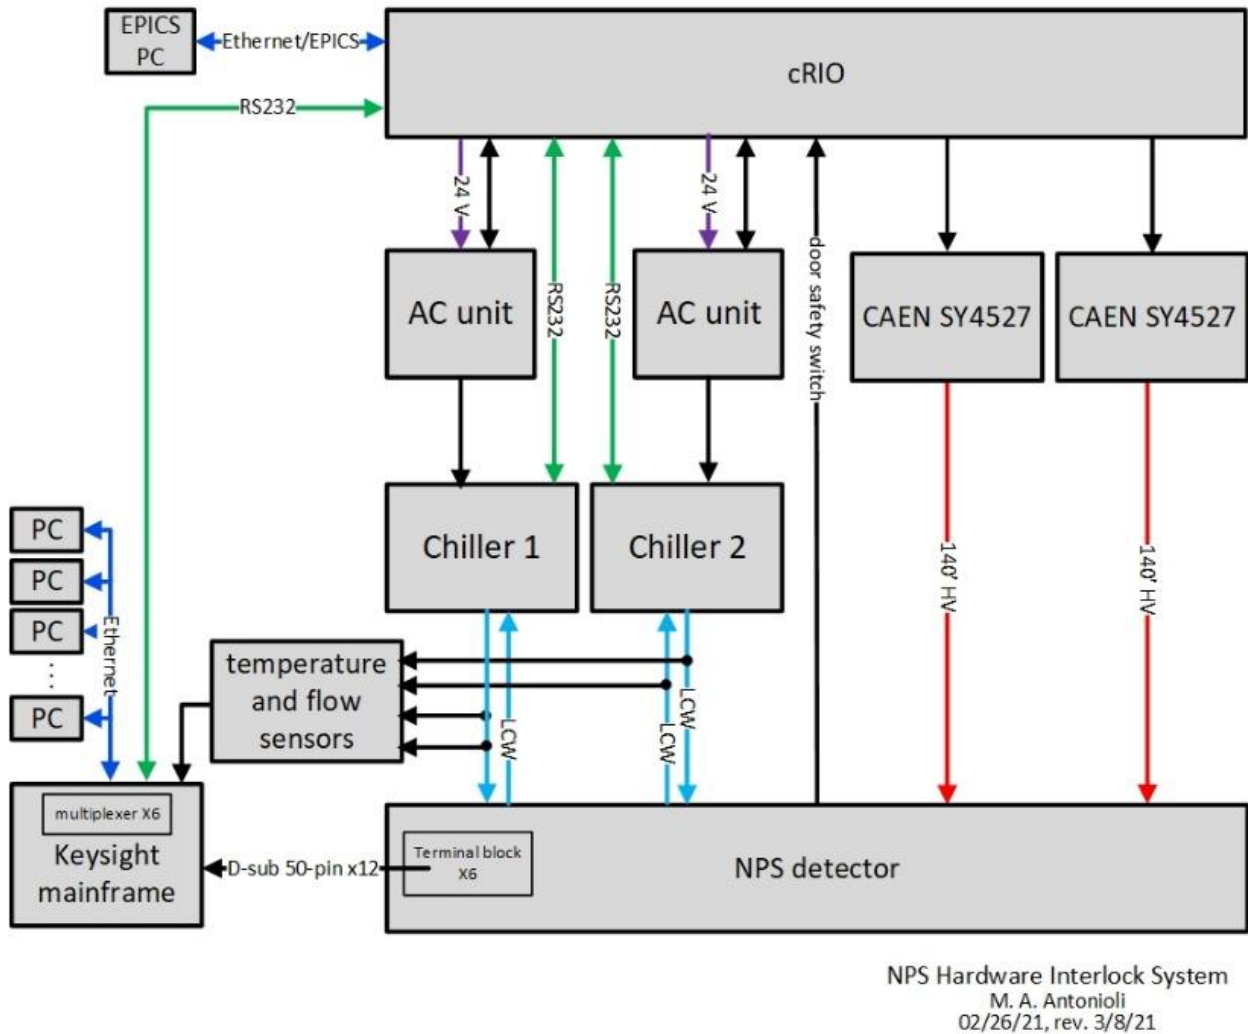 EPICS
PC
Ethernet/EPICS
cRIO
RS232
24 V
24 V
AC unit
RS232
RS232
AC unit
door safety switch
CAEN SY4527
CAEN SY4527
Chiller 1
Chiller 2
140' HV
140' HV
PC
PC
PC
....
PC
Ethernet
temperature
and flow
sensors
LCW
LCW
LCW
multiplexer X6
Keysight
mainframe
D-sub 50-pin x12
Terminal block
X6
NPS detector
NPS Hardware Interlock System
M. A. Antonioli
02/26/21, rev. 3/8/21